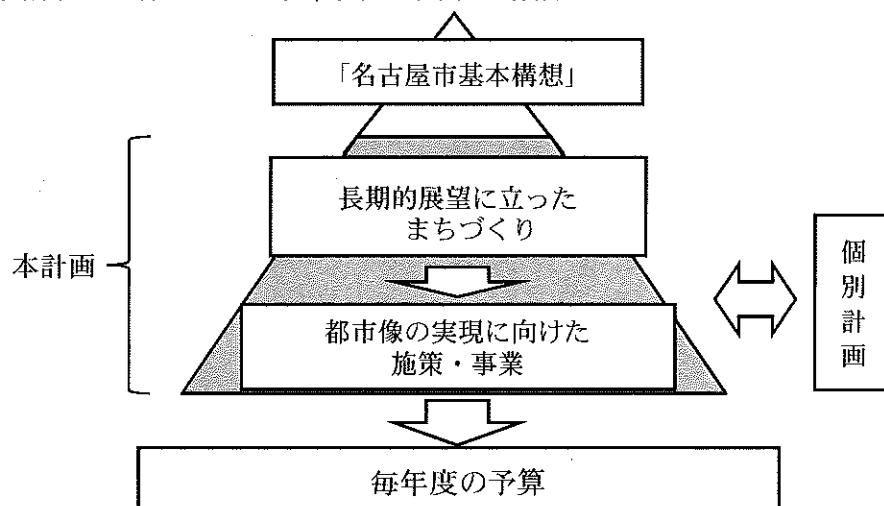 「名古屋市基本構想」
長期的展望に立った
まちづくり
本計画
個別計画
都市像の実現に向けた
施策・事業
毎年度の予算